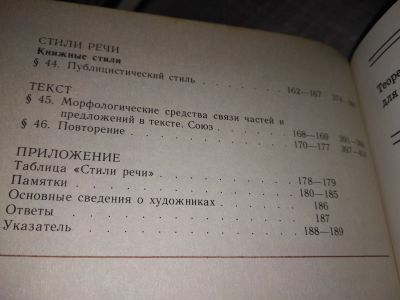 СТИЛИ РЕЧИ
Книжные стили
§ 44. Публицистический стиль . . . . . . . 162—167
ТЕКСТ
§ 45. Морфологические средства связи частей и
предложений в тексте. Союз . . . 168—169
§ 46. Повторение . . . . . . . . . . . 170—177
ПРИЛОЖЕНИЕ
Таблица «Стили речи» . . . . . . . . . 178—179
Памятки . . . . . . . . . . . . . 180—185
Основные сведения о художниках . . . . . . 186
Ответы . . . . . . . . . . . . . 187
Указатель . . . . . . . . . . . . 188—189
Теоре
для